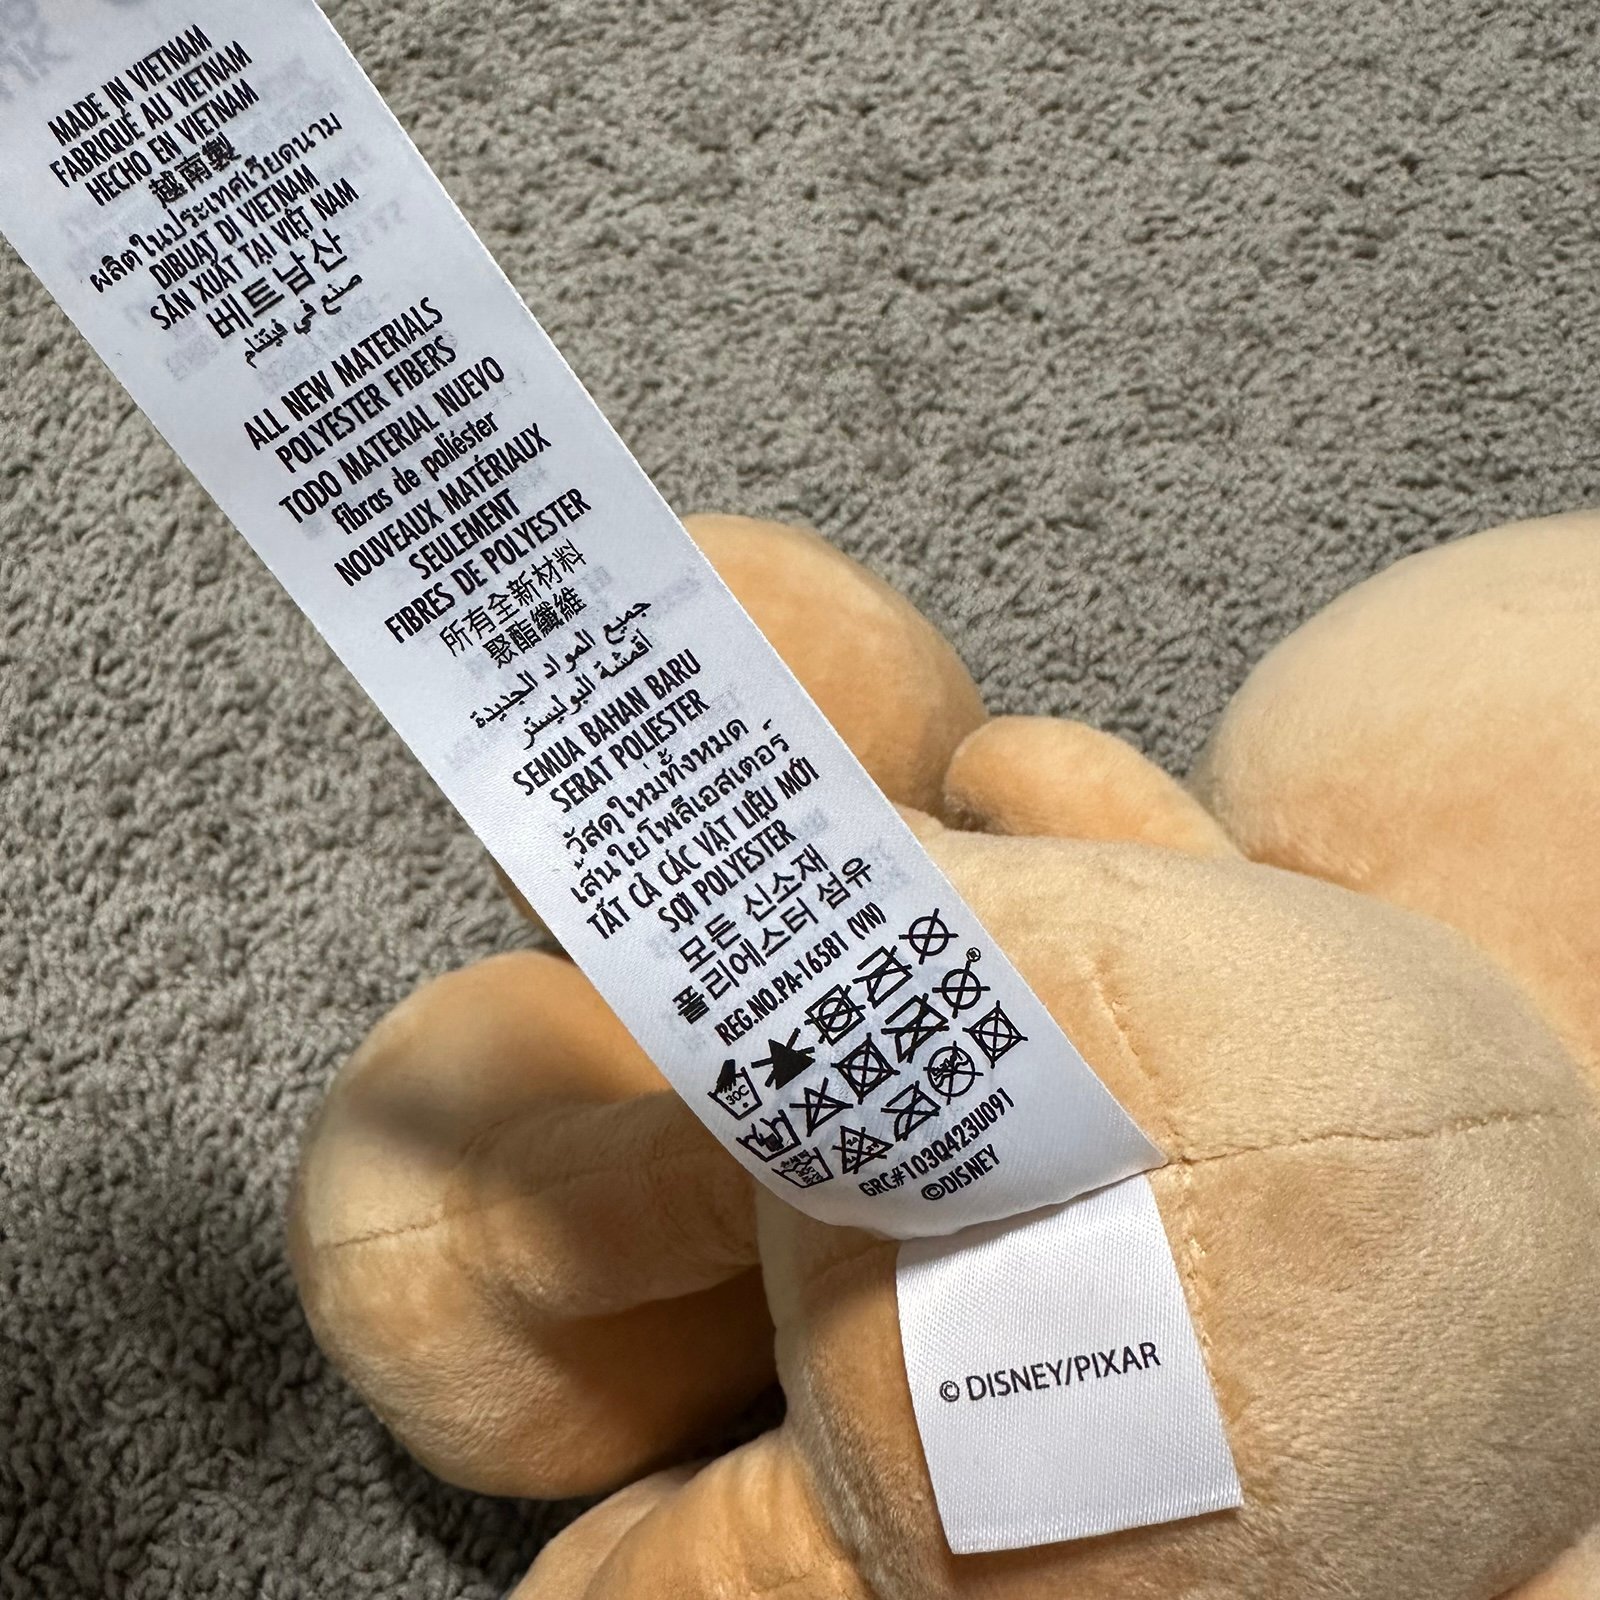 MADE IN VIETNAM
FABRIQUÉ AU VIETNAM
HECHO EN VIETNAM
越南製
ผลิตในประเทศเวียดนาม
DIBUAT DI VIETNAM
SẢN XUẤT TẠI VIỆT NAM
베트남산
صنع في فيتنام
ALL NEW MATERIALS
POLYESTER FIBERS
TODO MATERIAL NUEVO
fibras de poliéster
NOUVEAUX MATÉRIAUX
SEULEMENT
FIBRES DE POLYESTER
所有全新材料
聚酯纖維
جميع المواد الجديدة
اقمشة البوليستر
SEMUA BAHAN BARU
SERAT POLIESTER
วัสดุใหม่ทั้งหมด
เส้นใยโพลีเอสเตอร์
TẤT CẢ CÁC VẬT LIỆU MỚI
SỢI POLYESTER
모든 신소재
폴리에스터 섬유
REG.NO.PA-16581 (VN)
30C
GRC#103Q423U091
©DISNEY
© DISNEY/PIXAR